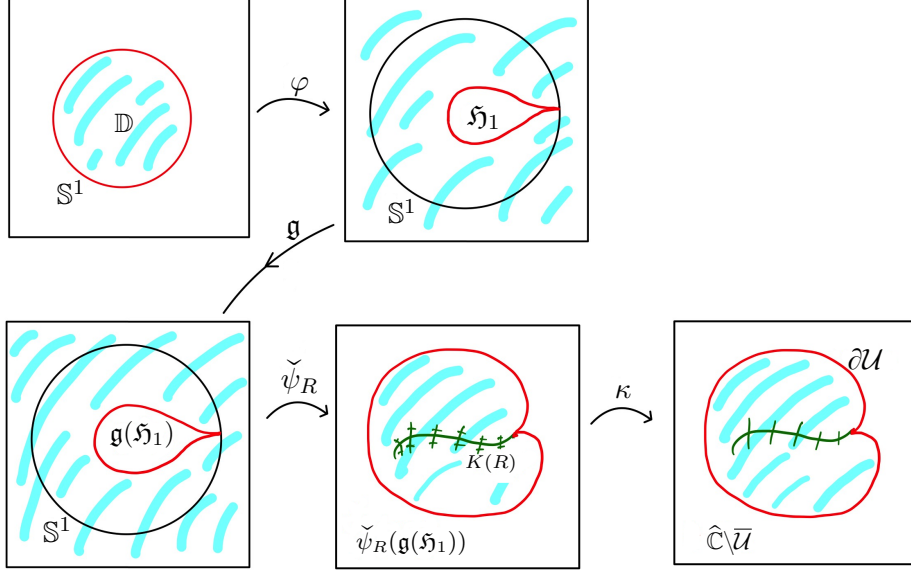 𝔻
𝕊¹
φ
ℌ₁
𝕊¹
𝔤
𝔤(ℌ₁)
𝕊¹
ψ̌_R
K(R)
ψ̌_R(𝔤(ℌ₁))
κ
∂𝒰
ℂ̂\𝒰̅